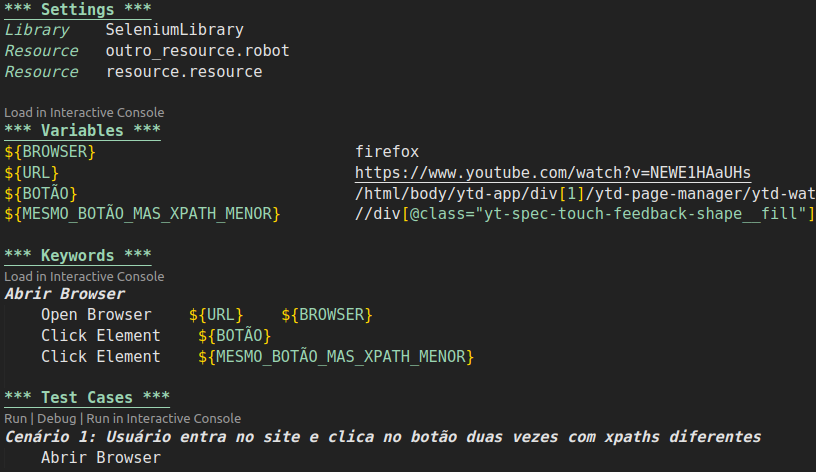 *** Settings ***
Library SeleniumLibrary
Resource outro_resource.robot
Resource resource.resource
Load in Interactive Console
*** Variables ***
${BROWSER} firefox
${URL} https://www.youtube.com/watch?v=NEWE1HAaUHs
${BOTÃO} /html/body/ytd-app/div[1]/ytd-page-manager/ytd-wat
${MESMO_BOTÃO_MAS_XPATH_MENOR} //div[@class="yt-spec-touch-feedback-shape__fill"]
*** Keywords ***
Load in Interactive Console
Abrir Browser
Open Browser ${URL} ${BROWSER}
Click Element ${BOTÃO}
Click Element ${MESMO_BOTÃO_MAS_XPATH_MENOR}
*** Test Cases ***
Run | Debug | Run in Interactive Console
Cenário 1: Usuário entra no site e clica no botão duas vezes com xpaths diferentes
Abrir Browser